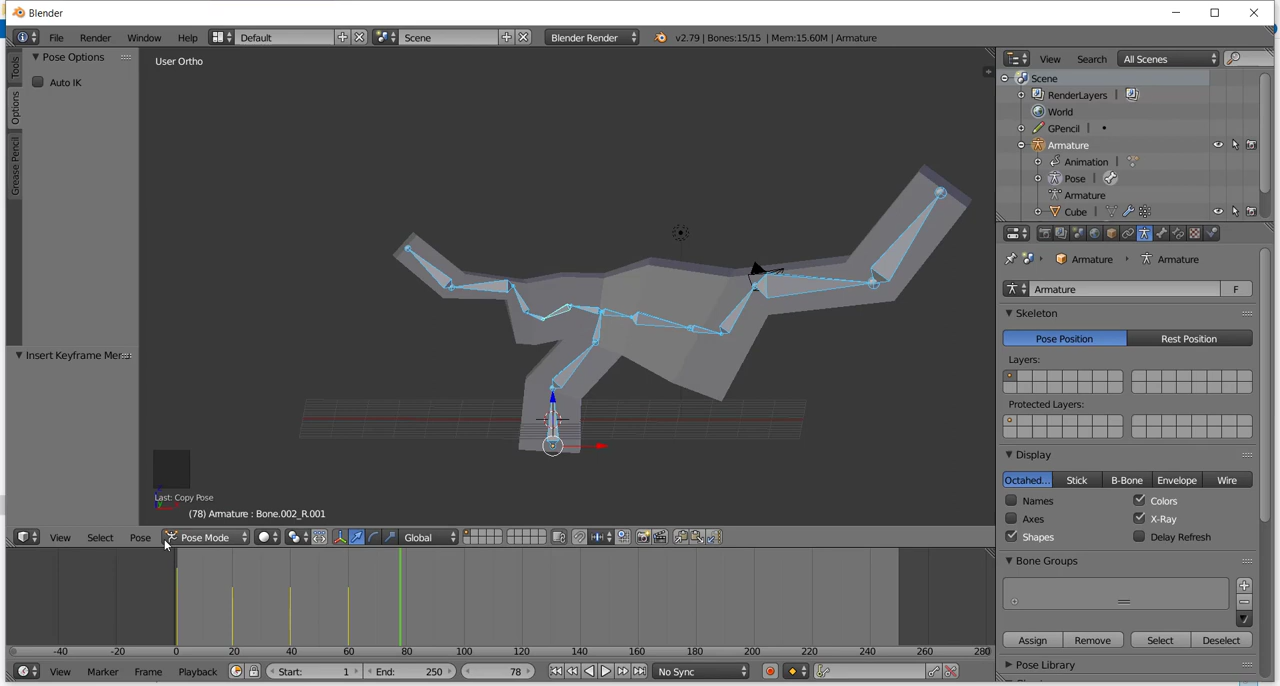 Blender
File Render Window Help Default Scene Blender Render v2.79 | Bones:15/15 | Mem:15.60M | Armature
Pose Options
Auto IK
Tools
Options
Grease Pencil
Insert Keyframe Men
User Ortho
Last: Copy Pose
(78) Armature : Bone.002_R.001
View Select Pose Pose Mode Global
-40 -20 0 20 40 60 80 100 120 140 160 180 200 220 240 260 280
View Marker Frame Playback Start: 1 End: 250 78 No Sync
View Search All Scenes
Scene
RenderLayers
World
GPencil
Armature
Animation
Pose
Armature
Cube
Armature Armature
Armature F
Skeleton
Pose Position Rest Position
Layers:
Protected Layers:
Display
Octahed... Stick B-Bone Envelope Wire
Names Colors
Axes X-Ray
Shapes Delay Refresh
Bone Groups
Assign Remove Select Deselect
Pose Library